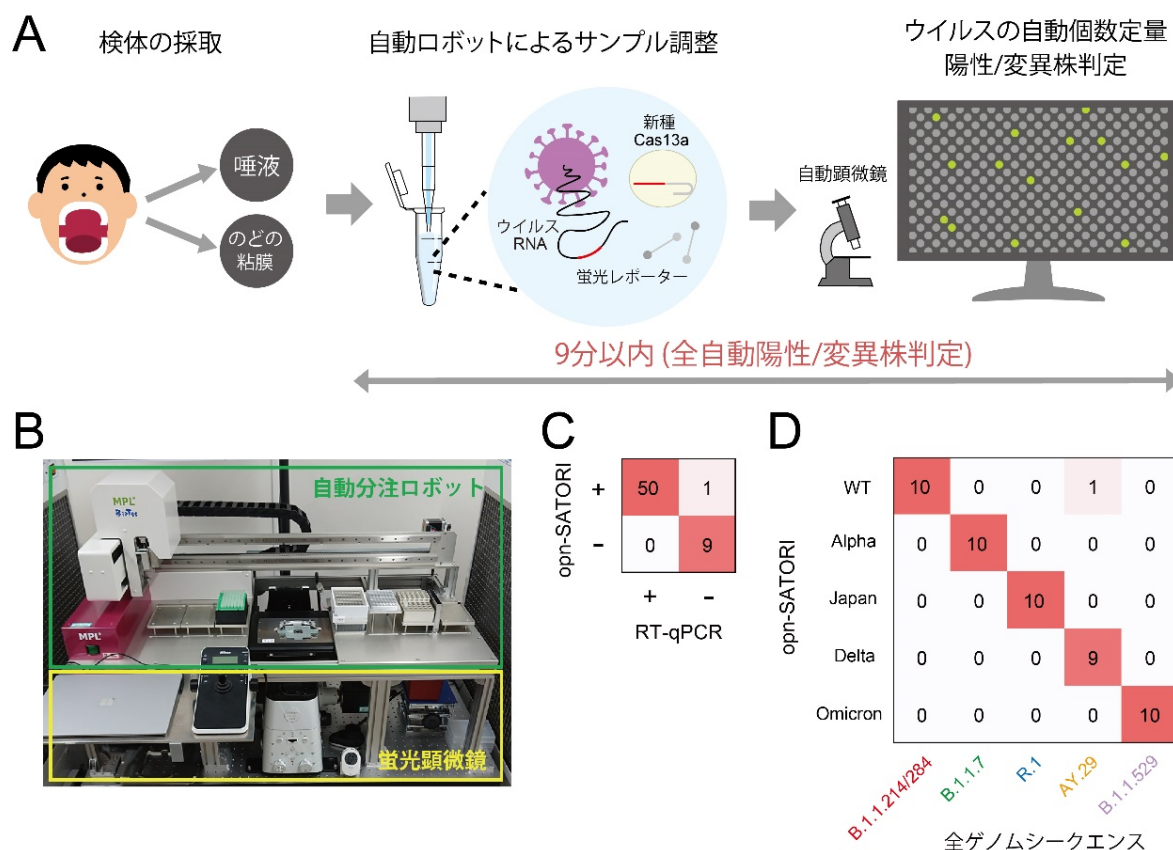 A
検体の採取
自動ロボットによるサンプル調整
ウイルスの自動個数定量
陽性/変異株判定
唾液
のどの
粘膜
新種
Cas13a
ウイルス
RNA
蛍光レポーター
自動顕微鏡
9分以内 (全自動陽性/変異株判定)
B
自動分注ロボット
MPL
BioTec
MPL
蛍光顕微鏡
C
opn-SATORI
+
50
1
−
0
9
+
−
RT-qPCR
D
opn-SATORI
WT
10
0
0
1
0
Alpha
0
10
0
0
0
Japan
0
0
10
0
0
Delta
0
0
0
9
0
Omicron
0
0
0
0
10
B.1.1.214/284
B.1.1.7
R.1
AY.29
B.1.1.529
全ゲノムシークエンス